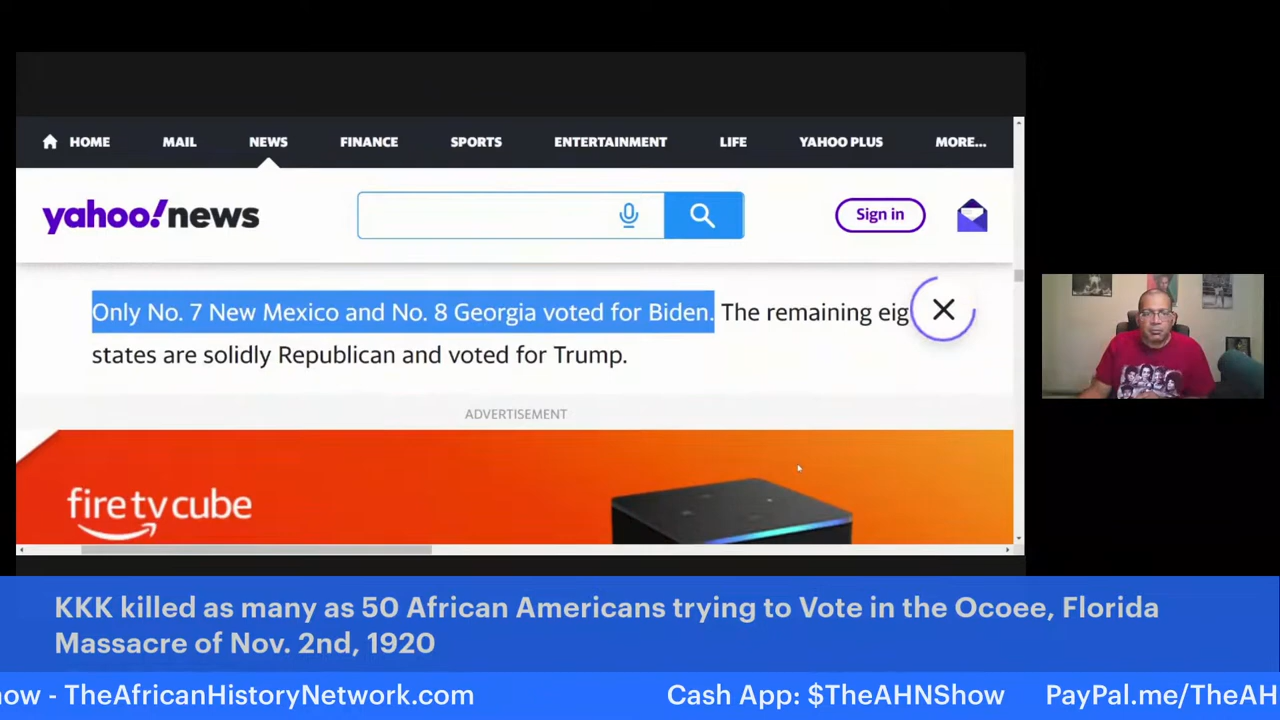 HOME MAIL NEWS FINANCE SPORTS ENTERTAINMENT LIFE YAHOO PLUS MORE...
yahoo!news
Sign in
Only No. 7 New Mexico and No. 8 Georgia voted for Biden. The remaining eig
states are solidly Republican and voted for Trump.
ADVERTISEMENT
fire tv cube
KKK killed as many as 50 African Americans trying to Vote in the Ocoee, Florida
Massacre of Nov. 2nd, 1920
ow - TheAfricanHistoryNetwork.com Cash App: $TheAHNShow PayPal.me/TheAH